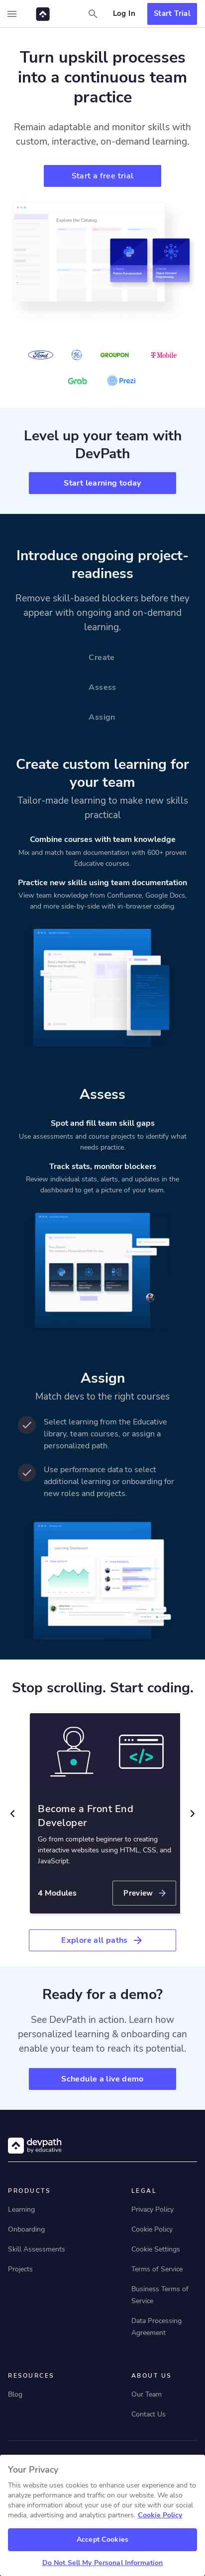 Log In
Start Trial
Turn upskill processes
into a continuous team
practice
Remain adaptable and monitor skills with
custom, interactive, on-demand learning.
Start a free trial
Explore the Catalog
Ford
GROUPON
T Mobile
Grab
Prezi
Level up your team with
DevPath
Start learning today
Introduce ongoing project-
readiness
Remove skill-based blockers before they
appear with ongoing and on-demand
learning.
Create
Assess
Assign
Create custom learning for
your team
Tailor-made learning to make new skills
practical
Combine courses with team knowledge
Mix and match team documentation with 600+ proven
Educative courses.
Practice new skills using team documentation
View team knowledge from Confluence, Google Docs,
and more side-by-side with in-browser coding.
Assess
Spot and fill team skill gaps
Use assessments and course projects to identify what
needs practice.
Track stats, monitor blockers
Review individual stats, alerts, and updates in the
dashboard to get a picture of your team.
Assign
Match devs to the right courses
Select learning from the Educative
library, team courses, or assign a
personalized path.
Use performance data to select
additional learning or onboarding for
new roles and projects.
Stop scrolling. Start coding.
Become a Front End
Developer
Go from complete beginner to creating
interactive websites using HTML, CSS, and
JavaScript.
4 Modules
Preview
Explore all paths
Ready for a demo?
See DevPath in action. Learn how
personalized learning & onboarding can
enable your team to reach its potential.
Schedule a live demo
devpath
by educative
PRODUCTS
Learning
Onboarding
Skill Assessments
Projects
LEGAL
Privacy Policy
Cookie Policy
Cookie Settings
Terms of Service
Business Terms of
Service
Data Processing
Agreement
RESOURCES
Blog
ABOUT US
Our Team
Contact Us
Your Privacy
This website uses cookies to enhance user experience and to
analyze performance and traffic on our website. We also
share information about your use of our site with our social
media, advertising and analytics partners. Cookie Policy
Accept Cookies
Do Not Sell My Personal Information